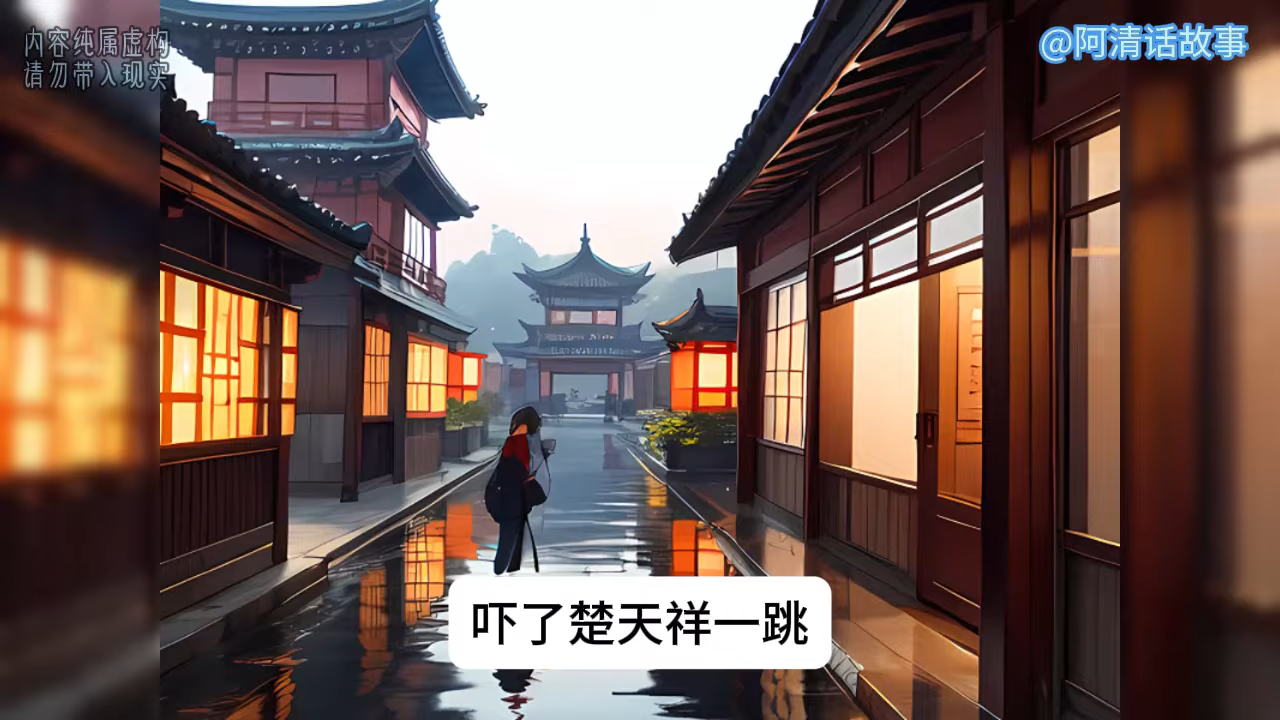 内容纯属虚构
请勿带入现实
@阿清话故事
吓了楚天祥一跳